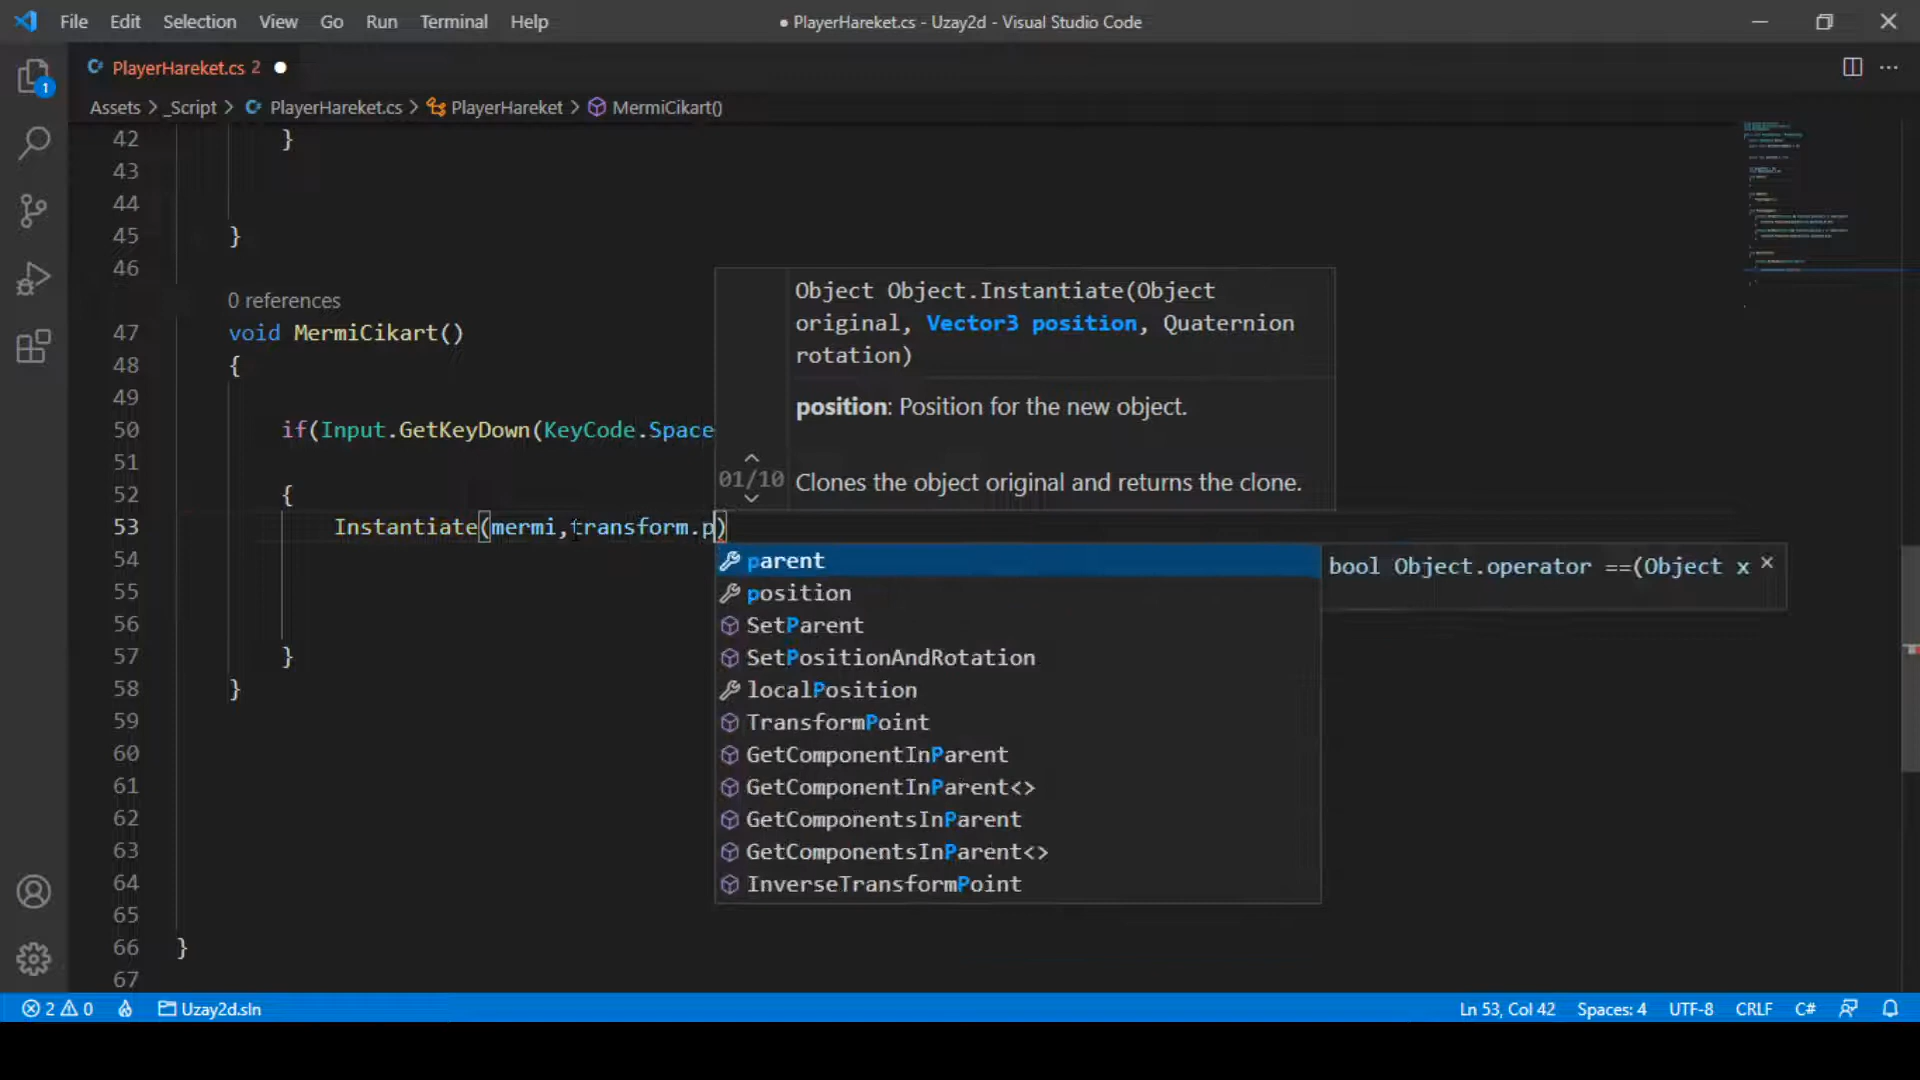 File Edit Selection View Go Run Terminal Help ● PlayerHareket.cs - Uzay2d - Visual Studio Code
PlayerHareket.cs 2
Assets > _Script > PlayerHareket.cs > PlayerHareket > MermiCikart()
1
42 }
43
44
45 }
46
0 references
47 void MermiCikart()
48 {
49
50 if(Input.GetKeyDown(KeyCode.Space
51
52 {
53 Instantiate(mermi,transform.p)
54
55
56
57 }
58 }
59
60
61
62
63
64
65
66 }
67
Object Object.Instantiate(Object
original, Vector3 position, Quaternion
rotation)
position: Position for the new object.
01/10
Clones the object original and returns the clone.
parent
position
SetParent
SetPositionAndRotation
localPosition
TransformPoint
GetComponentInParent
GetComponentInParent<>
GetComponentsInParent
GetComponentsInParent<>
InverseTransformPoint
bool Object.operator ==(Object x
2 0 Uzay2d.sln Ln 53, Col 42 Spaces: 4 UTF-8 CRLF C#